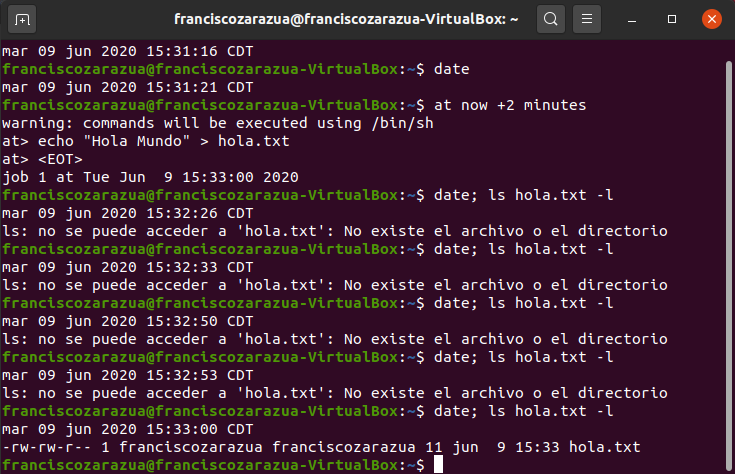 franciscozarazua@franciscozarazua-VirtualBox: ~
mar 09 jun 2020 15:31:16 CDT
franciscozarazua@franciscozarazua-VirtualBox:~$ date
mar 09 jun 2020 15:31:21 CDT
franciscozarazua@franciscozarazua-VirtualBox:~$ at now +2 minutes
warning: commands will be executed using /bin/sh
at> echo "Hola Mundo" > hola.txt
at> <EOT>
job 1 at Tue Jun  9 15:33:00 2020
franciscozarazua@franciscozarazua-VirtualBox:~$ date; ls hola.txt -l
mar 09 jun 2020 15:32:26 CDT
ls: no se puede acceder a 'hola.txt': No existe el archivo o el directorio
franciscozarazua@franciscozarazua-VirtualBox:~$ date; ls hola.txt -l
mar 09 jun 2020 15:32:33 CDT
ls: no se puede acceder a 'hola.txt': No existe el archivo o el directorio
franciscozarazua@franciscozarazua-VirtualBox:~$ date; ls hola.txt -l
mar 09 jun 2020 15:32:50 CDT
ls: no se puede acceder a 'hola.txt': No existe el archivo o el directorio
franciscozarazua@franciscozarazua-VirtualBox:~$ date; ls hola.txt -l
mar 09 jun 2020 15:32:53 CDT
ls: no se puede acceder a 'hola.txt': No existe el archivo o el directorio
franciscozarazua@franciscozarazua-VirtualBox:~$ date; ls hola.txt -l
mar 09 jun 2020 15:33:00 CDT
-rw-rw-r-- 1 franciscozarazua franciscozarazua 11 jun  9 15:33 hola.txt
franciscozarazua@franciscozarazua-VirtualBox:~$